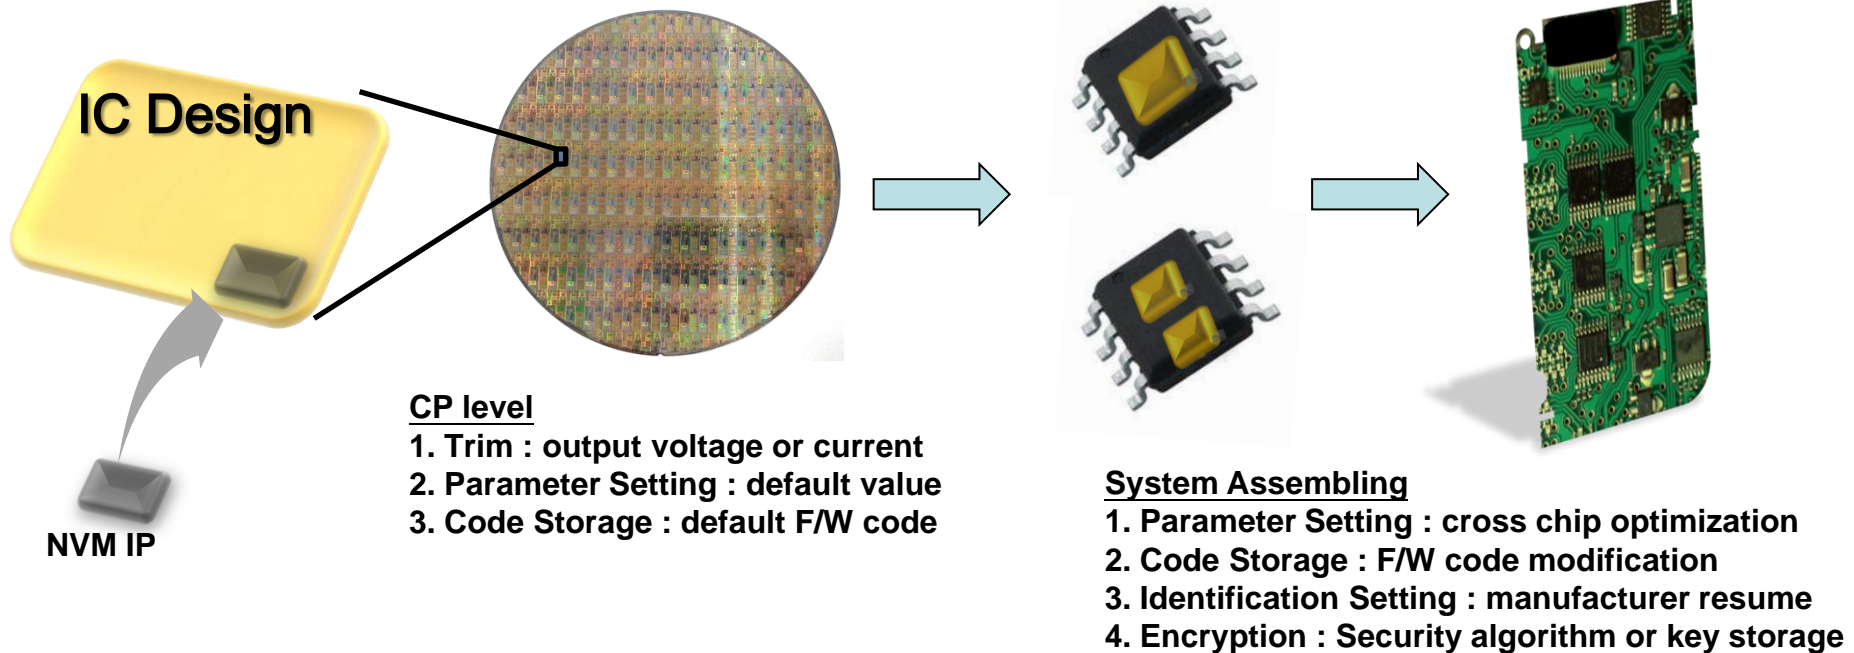 IC Design
NVM IP
CP level
1. Trim : output voltage or current
2. Parameter Setting : default value
3. Code Storage : default F/W code
System Assembling
1. Parameter Setting : cross chip optimization
2. Code Storage : F/W code modification
3. Identification Setting : manufacturer resume
4. Encryption : Security algorithm or key storage